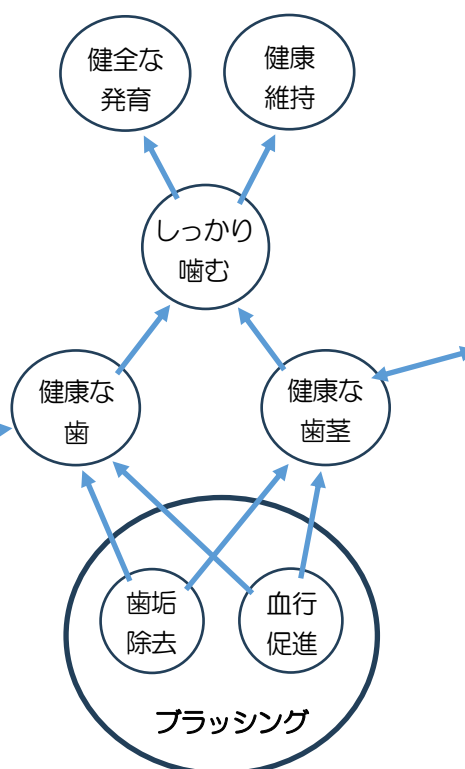 健全な
発育
健康
維持
しっかり
噛む
健康な
歯
健康な
歯茎
歯垢
除去
血行
促進
ブラッシング